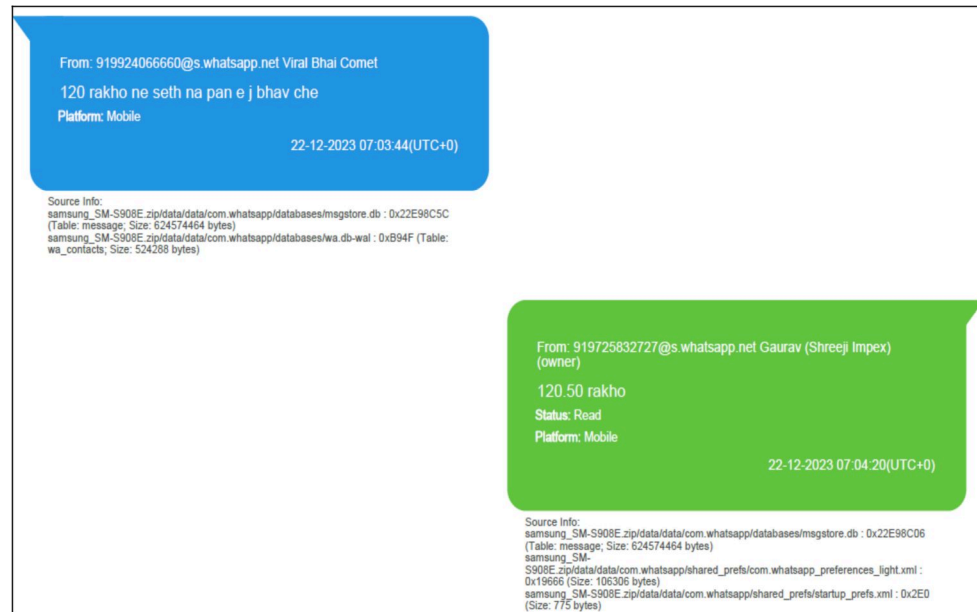 From: 919924066660@s.whatsapp.net Viral Bhai Comet
120 rakho ne seth na pan e j bhav che
Platform: Mobile
22-12-2023 07:03:44(UTC+0)
Source Info:
samsung_SM-S908E.zip/data/data/com.whatsapp/databases/msgstore.db : 0x22E98C5C
(Table: message; Size: 624574464 bytes)
samsung_SM-S908E.zip/data/data/com.whatsapp/databases/wa.db-wal : 0xB94F (Table:
wa_contacts; Size: 524288 bytes)
From: 919725832727@s.whatsapp.net Gaurav (Shreeji Impex)
(owner)
120.50 rakho
Status: Read
Platform: Mobile
22-12-2023 07:04:20(UTC+0)
Source Info:
samsung_SM-S908E.zip/data/data/com.whatsapp/databases/msgstore.db : 0x22E98C06
(Table: message; Size: 624574464 bytes)
samsung_SM-
S908E.zip/data/data/com.whatsapp/shared_prefs/com.whatsapp_preferences_light.xml :
0x19666 (Size: 106306 bytes)
samsung_SM-S908E.zip/data/data/com.whatsapp/shared_prefs/startup_prefs.xml : 0x2E0
(Size: 775 bytes)